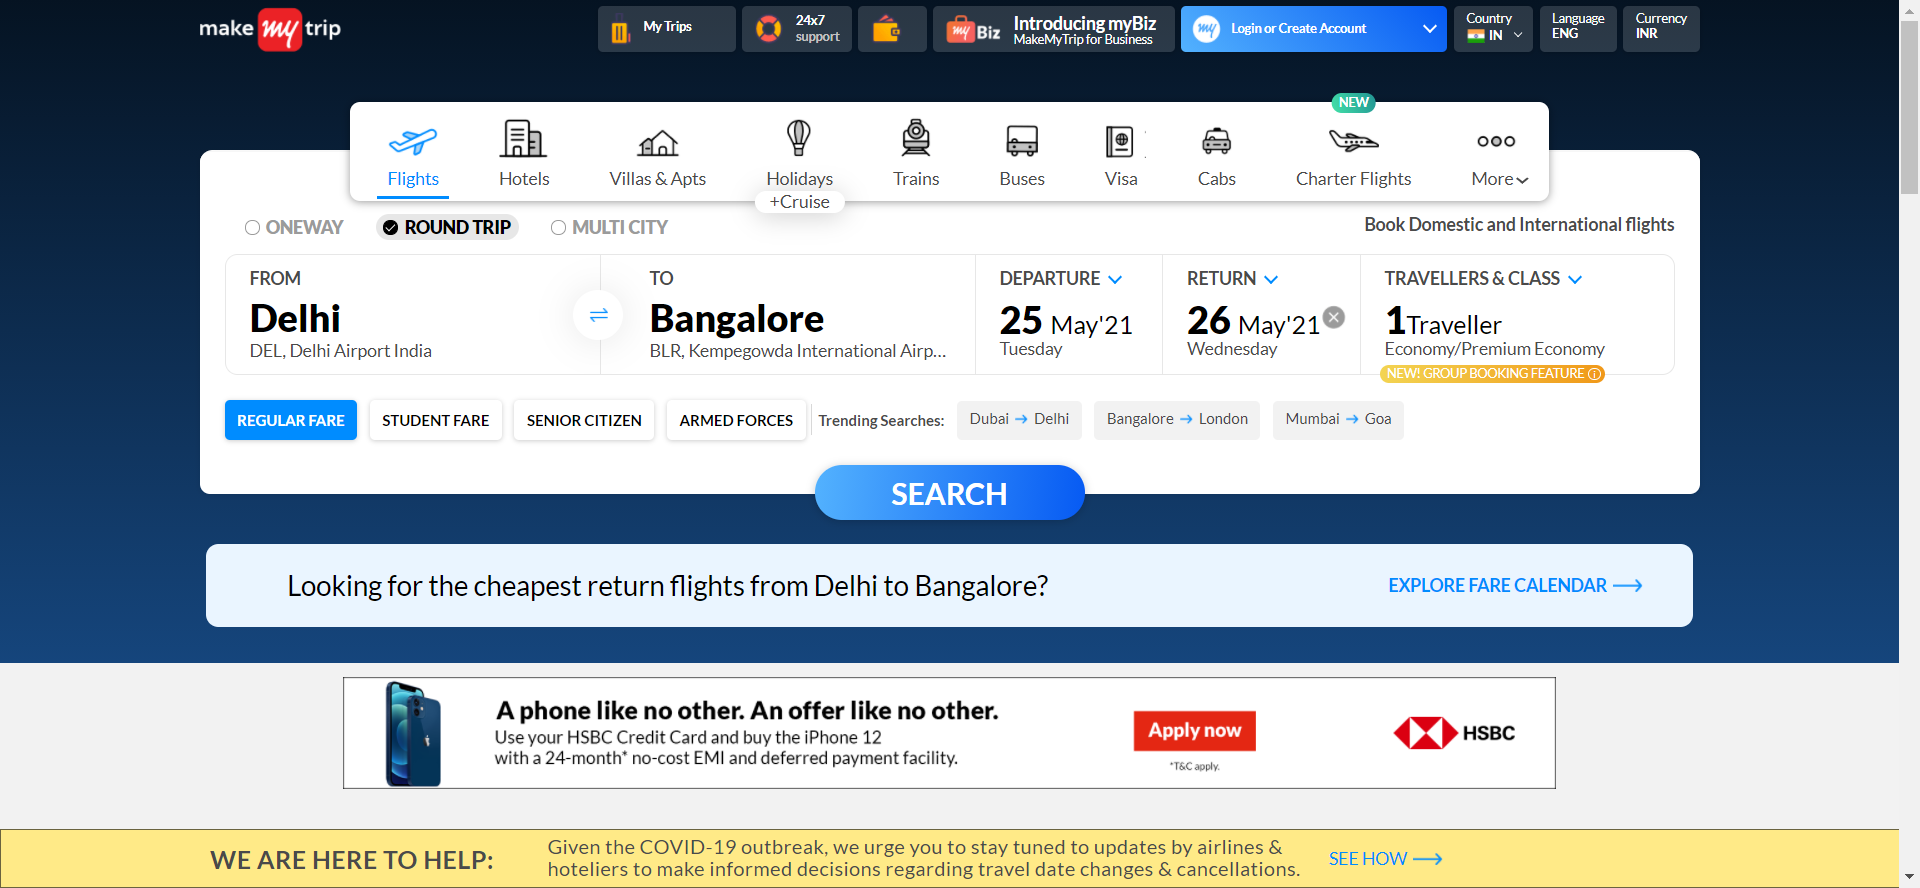 make my trip
My Trips
24x7
support
my Biz
Introducing myBiz
MakeMyTrip for Business
my
Login or Create Account
Country
IN
Language
ENG
Currency
INR
NEW
Flights
Hotels
Villas & Apts
Holidays
+Cruise
Trains
Buses
Visa
Cabs
Charter Flights
More
ONEWAY
ROUND TRIP
MULTI CITY
Book Domestic and International flights
FROM
Delhi
DEL, Delhi Airport India
TO
Bangalore
BLR, Kempegowda International Airp...
DEPARTURE
25 May'21
Tuesday
RETURN
26 May'21
Wednesday
TRAVELLERS & CLASS
1Traveller
Economy/Premium Economy
NEW! GROUP BOOKING FEATURE
REGULAR FARE
STUDENT FARE
SENIOR CITIZEN
ARMED FORCES
Trending Searches:
Dubai → Delhi
Bangalore → London
Mumbai → Goa
SEARCH
Looking for the cheapest return flights from Delhi to Bangalore?
EXPLORE FARE CALENDAR
A phone like no other. An offer like no other.
Use your HSBC Credit Card and buy the iPhone 12
with a 24-month* no-cost EMI and deferred payment facility.
Apply now
*T&C apply.
HSBC
WE ARE HERE TO HELP:
Given the COVID-19 outbreak, we urge you to stay tuned to updates by airlines &
hoteliers to make informed decisions regarding travel date changes & cancellations.
SEE HOW